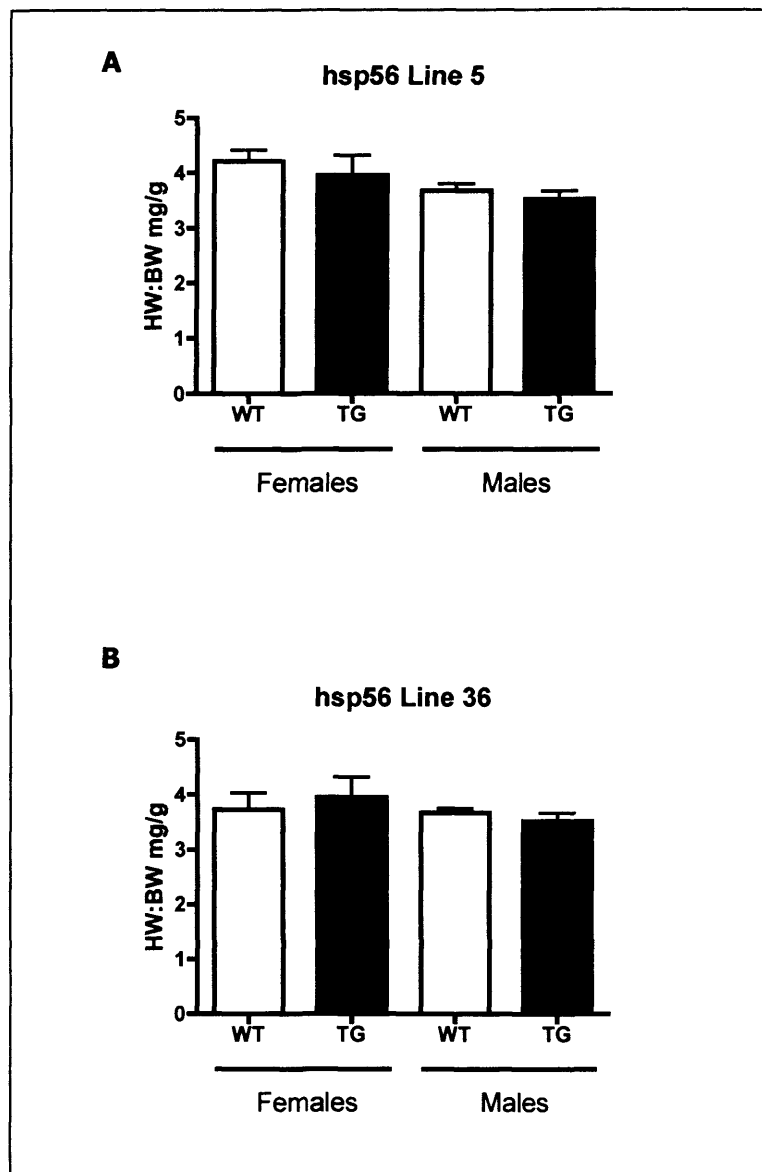 A
hsp56 Line 5
HW:BW mg/g
5
4
3
2
1
0
WT TG WT TG
Females Males
B
hsp56 Line 36
HW:BW mg/g
5
4
3
2
1
0
WT TG WT TG
Females Males